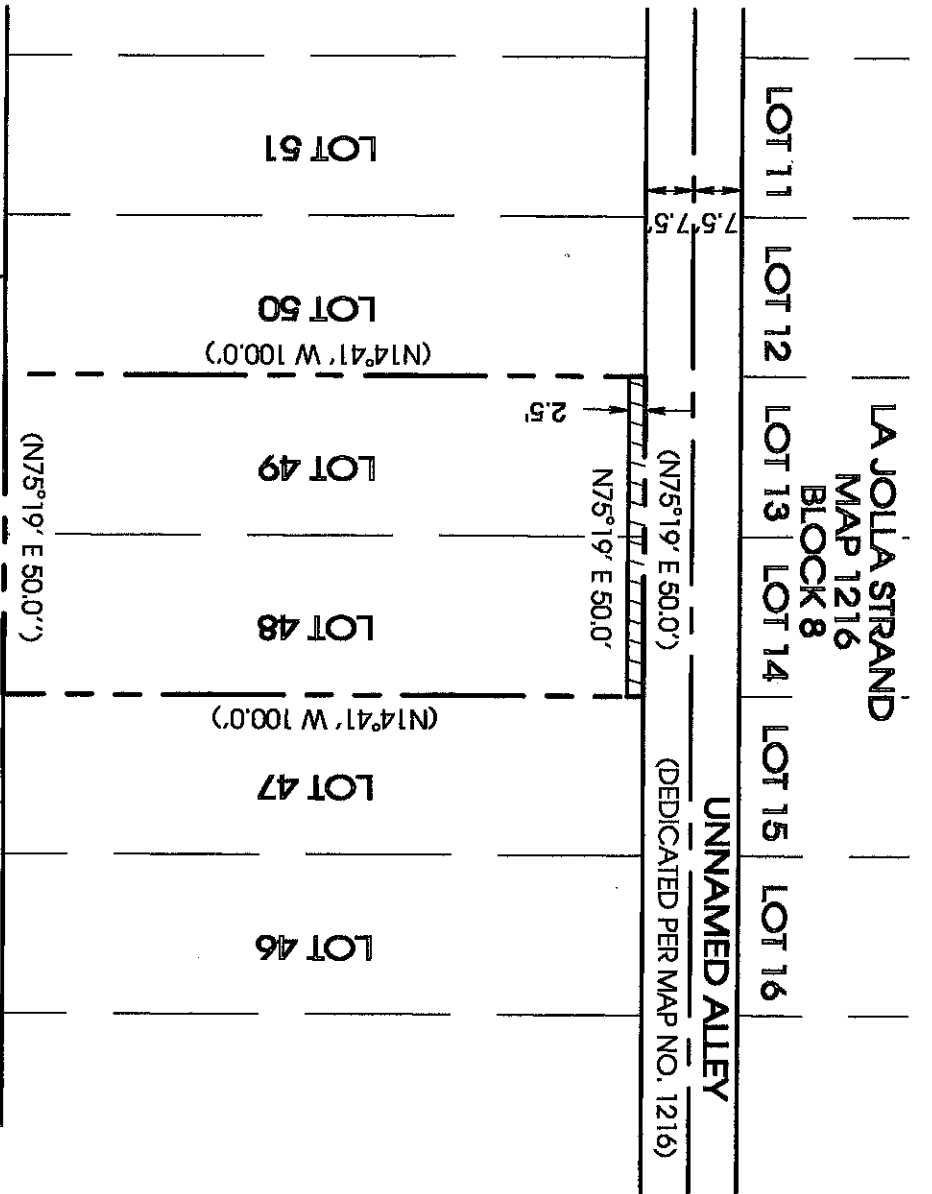 LA JOLLA STRAND
MAP 1216
BLOCK 8
LOT 11
LOT 12
LOT 13
LOT 14
LOT 15
LOT 16
UNNAMED ALLEY
(DEDICATED PER MAP NO. 1216)
7.5'
7.5'
(N75°19' E 50.0')
N75°19' E 50.0'
2.5'
LOT 51
LOT 50
(N14°41' W 100.0')
LOT 49
LOT 48
(N14°41' W 100.0')
LOT 47
LOT 46
(N75°19' E 50.0'')